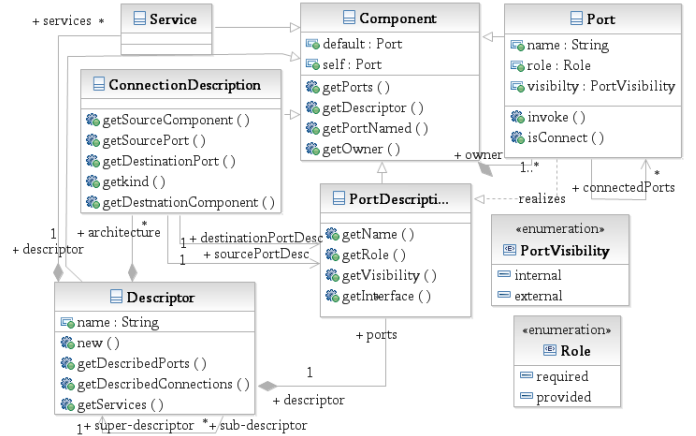 + services *
Service
Component
default : Port
self : Port
getPorts ( )
getDescriptor ( )
getPortNamed ( )
getOwner ( )
Port
name : String
role : Role
visibilty : PortVisibility
invoke ( )
isConnect ( )
ConnectionDescription
getSourceComponent ( )
getSourcePort ( )
getDestinationPort ( )
getkind ( )
getDestnationComponent ( )
+ owner
1..*
*
+ connectedPorts
realizes
PortDescripti...
getName ( )
getRole ( )
getVisibility ( )
getInterface ( )
*
1
+ descriptor
*
+ architecture
+ destinationPortDesc
1
+ sourcePortDesc
1
«enumeration»
PortVisibility
internal
external
Descriptor
name : String
new ( )
getDescribedPorts ( )
getDescribedConnections ( )
getServices ( )
+ ports
1
+ descriptor
«enumeration»
Role
required
provided
1
+ super-descriptor
*
+ sub-descriptor